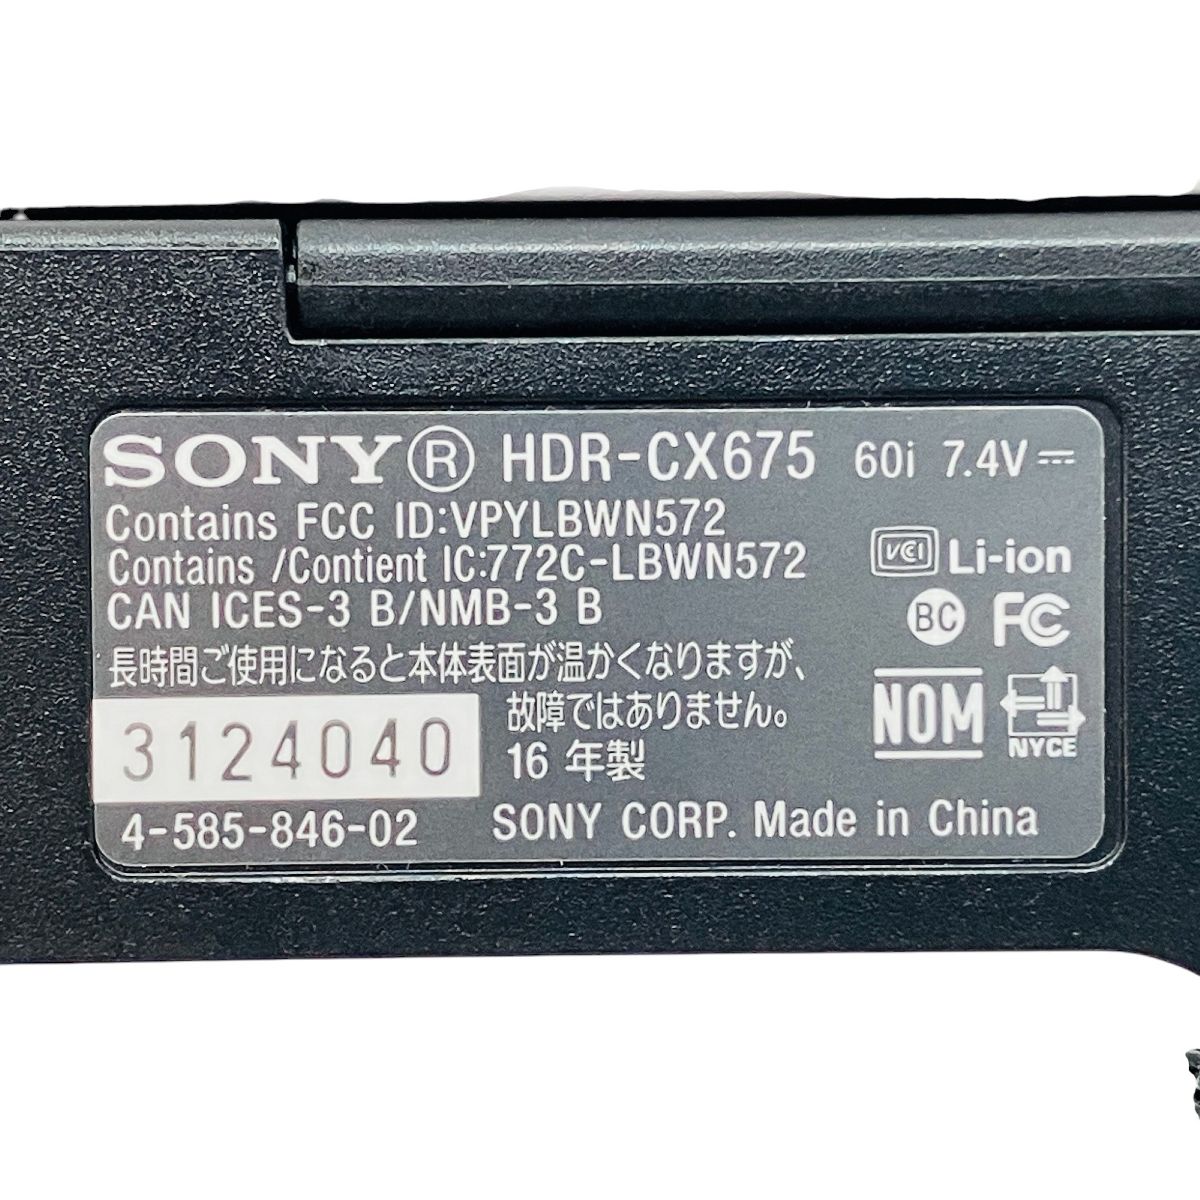 SONY® HDR-CX675 60i 7.4V⎓
Contains FCC ID:VPYLBWN572
Contains /Contient IC:772C-LBWN572
CAN ICES-3 B/NMB-3 B
VCCI Li-ion
BC FC
長時間ご使用になると本体表面が温かくなりますが、
故障ではありません。
3124040
16 年製
NOM
NYCE
4-585-846-02
SONY CORP. Made in China